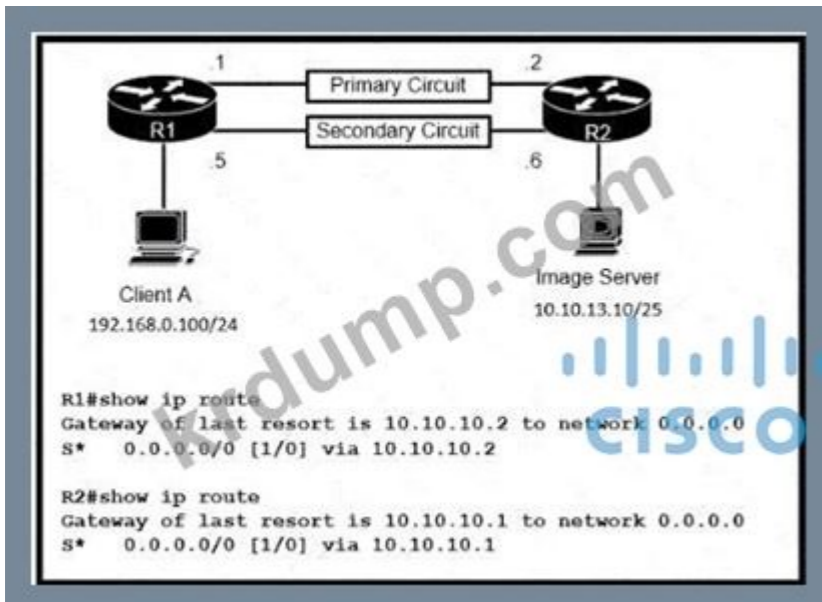 .1
Primary Circuit
.2
R1
Secondary Circuit
R2
.5
.6
Client A
192.168.0.100/24
Image Server
10.10.13.10/25
krdump.com
CISCO
R1#show ip route
Gateway of last resort is 10.10.10.2 to network 0.0.0.0
S* 0.0.0.0/0 [1/0] via 10.10.10.2
R2#show ip route
Gateway of last resort is 10.10.10.1 to network 0.0.0.0
S* 0.0.0.0/0 [1/0] via 10.10.10.1